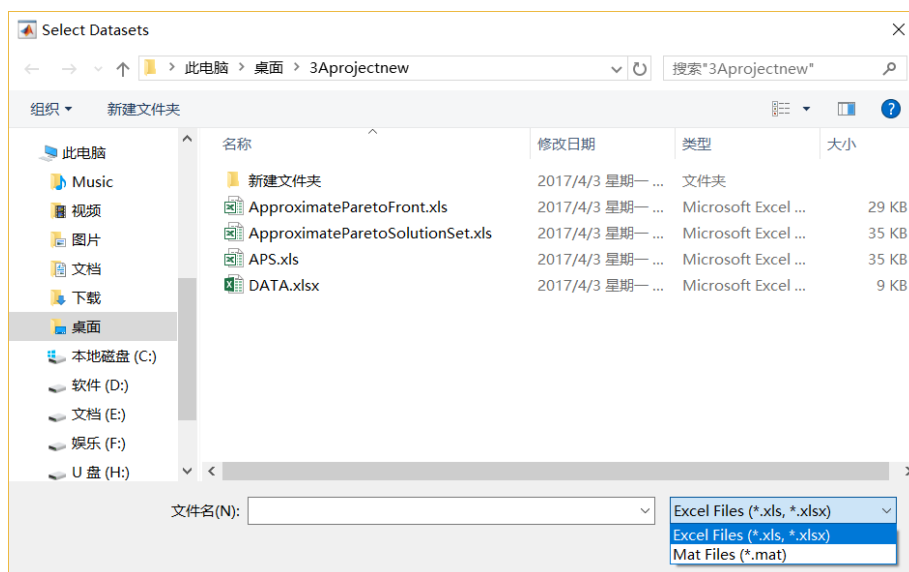 Select Datasets
此电脑 > 桌面 > 3Aprojectnew
搜索"3Aprojectnew"
组织 新建文件夹
名称 修改日期 类型 大小
此电脑
Music
视频
图片
文档
下载
桌面
本地磁盘 (C:)
软件 (D:)
文档 (E:)
娱乐 (F:)
U 盘 (H:)
新建文件夹 2017/4/3 星期一 ... 文件夹
ApproximateParetoFront.xls 2017/4/3 星期一 ... Microsoft Excel ... 29 KB
ApproximateParetoSolutionSet.xls 2017/4/3 星期一 ... Microsoft Excel ... 35 KB
APS.xls 2017/4/3 星期一 ... Microsoft Excel ... 35 KB
DATA.xlsx 2017/4/3 星期一 ... Microsoft Excel ... 9 KB
文件名(N):
Excel Files (*.xls, *.xlsx)
Excel Files (*.xls, *.xlsx)
Mat Files (*.mat)